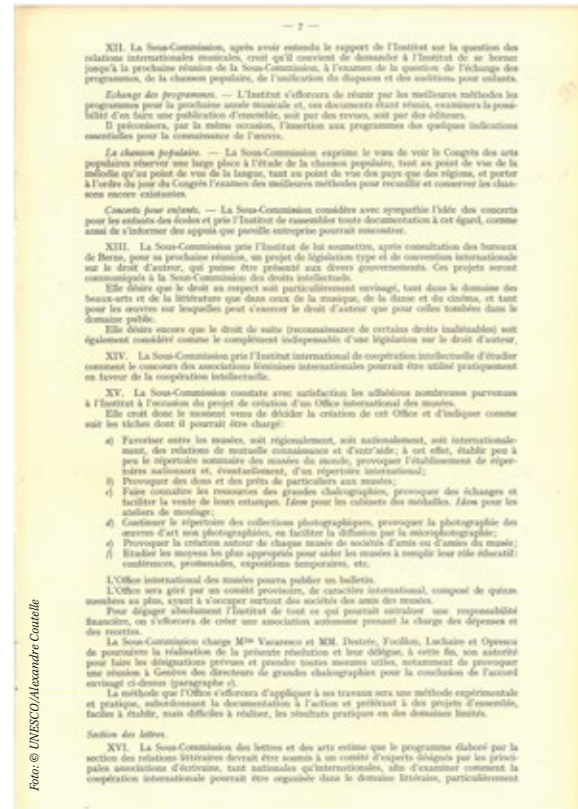 — 7 —
XII. La Sous-Commission, après avoir entendu le rapport de l'Institut sur la question des
relations internationales musicales, croit qu'il convient de demander à l'Institut de se borner
jusqu'à la prochaine réunion de la Sous-Commission, à l'examen de la question de l'échange des
programmes, de la chanson populaire, de l'unification du diapason et des auditions pour enfants.
Echange des programmes. — L'Institut s'efforcera de réunir par les meilleures méthodes les
programmes pour la prochaine année musicale et, ces documents étant réunis, examinera la possi-
bilité d'en faire une publication d'ensemble, soit par des revues, soit par des éditeurs.
Il préconisera, par la même occasion, l'insertion aux programmes des quelques indications
essentielles pour la connaissance de l'œuvre.
La chanson populaire. — La Sous-Commission exprime le vœu de voir le Congrès des arts
populaires réserver une large place à l'étude de la chanson populaire, tant au point de vue de la
mélodie qu'au point de vue de la langue, tant au point de vue des pays que des régions, et porter
à l'ordre du jour du Congrès l'examen des meilleures méthodes pour recueillir et conserver les chan-
sons encore existantes.
Concerts pour enfants. — La Sous-Commission considère avec sympathie l'idée des concerts
pour les enfants des écoles et prie l'Institut de rassembler toute documentation à cet égard, comme
aussi de s'informer des appuis que pareille entreprise pourrait rencontrer.
XIII. La Sous-Commission prie l'Institut de lui soumettre, après consultation des bureaux
de Berne, pour sa prochaine réunion, un projet de législation type et de convention internationale
sur le droit d'auteur, qui puisse être présenté aux divers gouvernements. Ces projets seront
communiqués à la Sous-Commission des droits intellectuels.
Elle désire que le droit au respect soit particulièrement envisagé, tant dans le domaine des
beaux-arts et de la littérature que dans ceux de la musique, de la danse et du cinéma, et tant
pour les œuvres sur lesquelles peut s'exercer le droit d'auteur que pour celles tombées dans le
domaine public.
Elle désire encore que le droit de suite (reconnaissance de certains droits inaliénables) soit
également considéré comme le complément indispensable d'une législation sur le droit d'auteur.
XIV. La Sous-Commission prie l'Institut international de coopération intellectuelle d'étudier
comment le concours des associations féminines internationales pourrait être utilisé pratiquement
en faveur de la coopération intellectuelle.
XV. La Sous-Commission constate avec satisfaction les adhésions nombreuses parvenues
à l'Institut à l'occasion du projet de création d'un Office international des musées.
Elle croit donc le moment venu de décider la création de cet Office et d'indiquer comme
suit les tâches dont il pourrait être chargé:
a) Favoriser entre les musées, soit régionalement, soit nationalement, soit internationale-
ment, des relations de mutuelle connaissance et d'entr'aide; à cet effet, établir peu à
peu le répertoire sommaire des musées du monde, provoquer l'établissement de réper-
toires nationaux et, éventuellement, d'un répertoire international;
b) Provoquer des dons et des prêts de particuliers aux musées;
c) Faire connaître les ressources des grandes chalcographies, provoquer des échanges et
faciliter la vente de leurs estampes. Idem pour les cabinets des médailles. Idem pour les
ateliers de moulage;
d) Continuer le répertoire des collections photographiques, provoquer la photographie des
œuvres d'art non photographiées, en faciliter la diffusion par la microphotographie;
e) Provoquer la création autour de chaque musée de sociétés d'amis ou d'amies du musée;
f) Etudier les moyens les plus appropriés pour aider les musées à remplir leur rôle éducatif:
conférences, promenades, expositions temporaires, etc.
L'Office international des musées pourra publier un bulletin.
L'Office sera géré par un comité provisoire, de caractère international, composé de quinze
membres au plus, ayant à s'occuper surtout des sociétés des amis des musées.
Pour dégager absolument l'Institut de tout ce qui pourrait entraîner une responsabilité
financière, on s'efforcera de créer une association autonome prenant la charge des dépenses et
des recettes.
La Sous-Commission charge Mlle Vacaresco et MM. Destrée, Focillon, Luchaire et Oprescu
de poursuivre la réalisation de la présente résolution et leur délègue, à cette fin, son autorité
pour faire les désignations prévues et prendre toutes mesures utiles, notamment de provoquer
une réunion à Genève des directeurs de grandes chalcographies pour la conclusion de l'accord
envisagé ci-dessus (paragraphe c).
La méthode que l'Office s'efforcera d'appliquer à ses travaux sera une méthode expérimentale
et pratique, subordonnant la documentation à l'action et préférant à des projets d'ensemble,
faciles à établir, mais difficiles à réaliser, les résultats pratiques en des domaines limités.
Section des lettres.
XVI. La Sous-Commission des lettres et des arts estime que le programme élaboré par la
section des relations littéraires devrait être soumis à un comité d'experts désignés par les princi-
pales associations d'écrivains, tant nationales qu'internationales, afin d'examiner comment la
coopération internationale pourrait être organisée dans le domaine littéraire, particulièrement
Foto: © UNESCO/Alexandre Coutelle